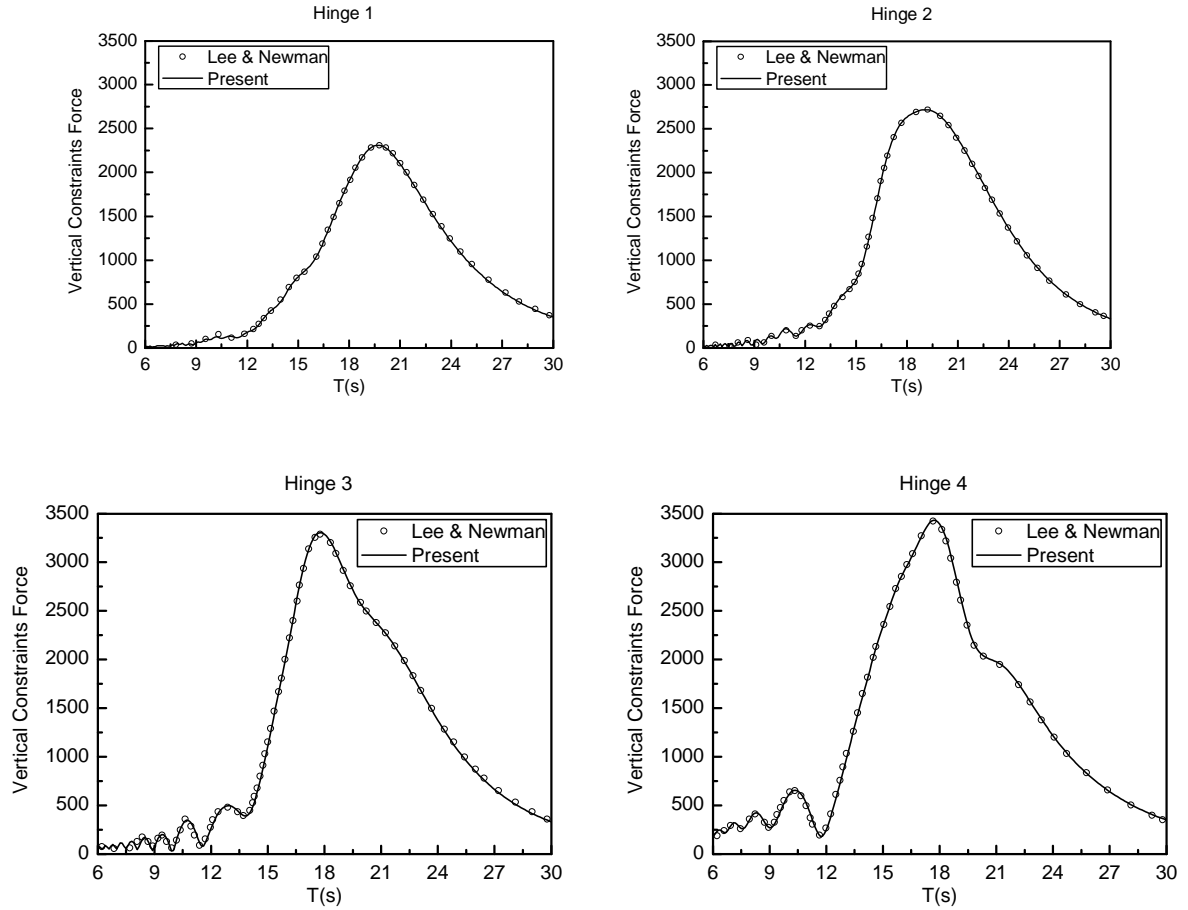 Hinge 1
3500
3000
2500
2000
1500
1000
500
0
Vertical Constraints Force
Lee & Newman
Present
6 9 12 15 18 21 24 27 30
T(s)
Hinge 2
3500
3000
2500
2000
1500
1000
500
0
Vertical Constraints Force
Lee & Newman
Present
6 9 12 15 18 21 24 27 30
T(s)
Hinge 3
3500
3000
2500
2000
1500
1000
500
0
Vertical Constraints Force
Lee & Newman
Present
6 9 12 15 18 21 24 27 30
T(s)
Hinge 4
3500
3000
2500
2000
1500
1000
500
0
Vertical Constraints Force
Lee & Newman
Present
6 9 12 15 18 21 24 27 30
T(s)